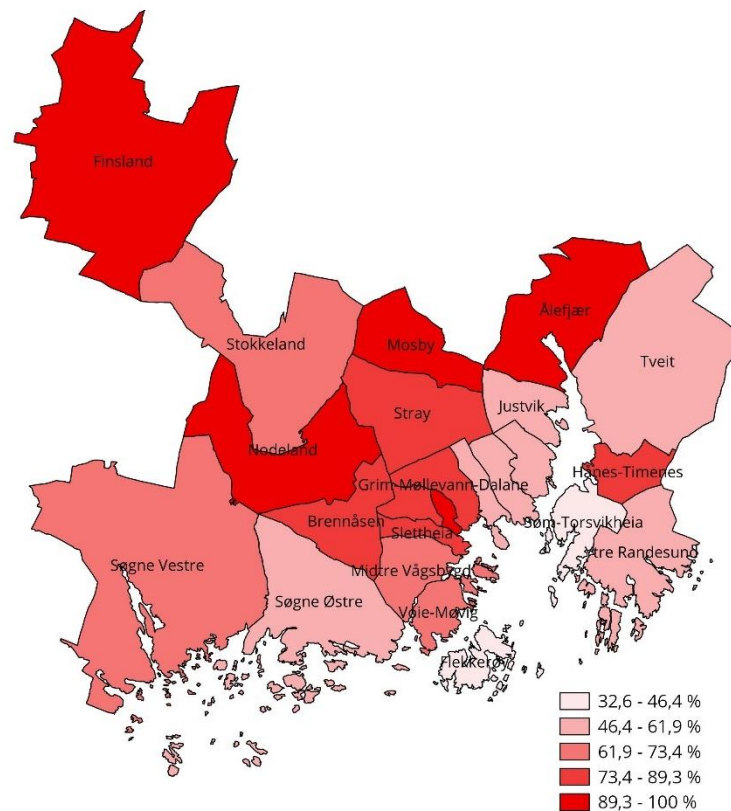 Finsland
Ålefjær
Stokkeland
Mosby
Tveit
Justvik
Stray
Nodeland
Hånes-Timenes
Grim Møllevann-Dalane
Brennåsen
Søm-Torsvikheia
Slettheia
Ytre Randesund
Søgne Vestre
Midtre Vågsbygd
Søgne Østre
Voie-Møvig
Flekkerøy
32,6 - 46,4 %
46,4 - 61,9 %
61,9 - 73,4 %
73,4 - 89,3 %
89,3 - 100 %